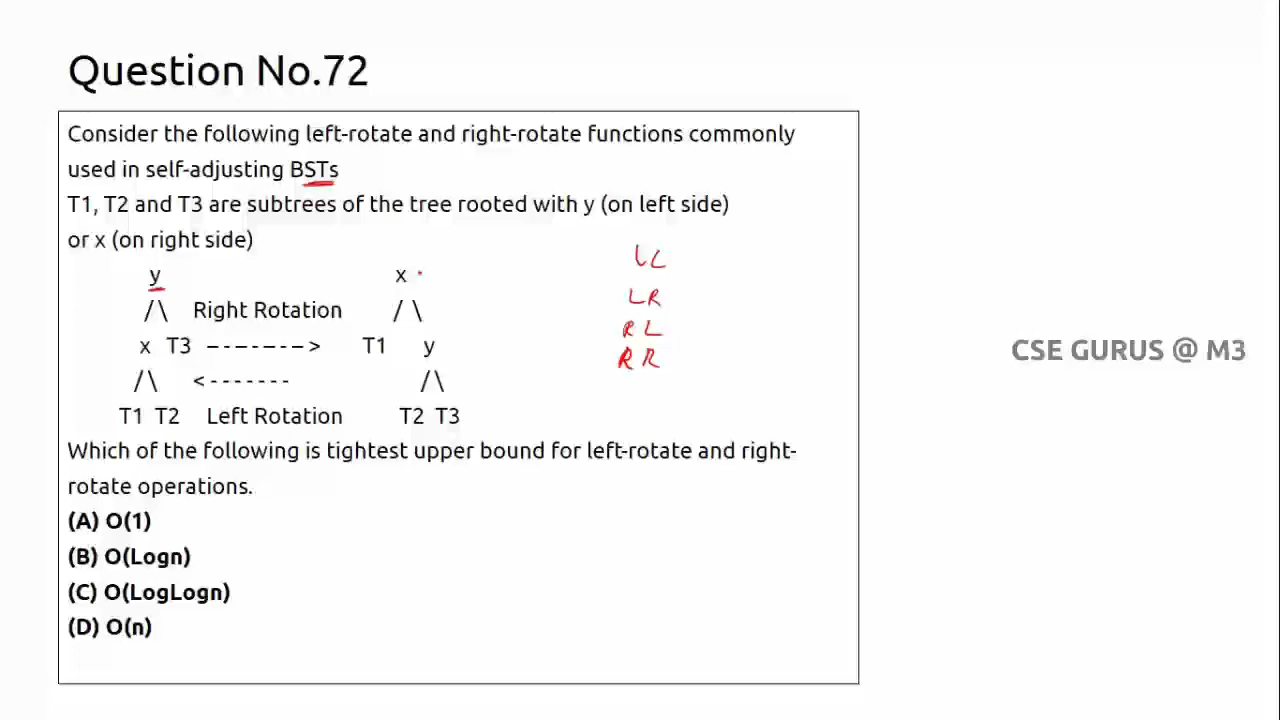 Question No.72
Consider the following left-rotate and right-rotate functions commonly
used in self-adjusting BSTs
T1, T2 and T3 are subtrees of the tree rooted with y (on left side)
or x (on right side)
LL
y x
/ \ Right Rotation / \
LR
RL
x T3 – - – - – - – > T1 y
RR
/ \ < - - - - - - - / \
T1 T2 Left Rotation T2 T3
CSE GURUS @ M3
Which of the following is tightest upper bound for left-rotate and right-
rotate operations.
(A) O(1)
(B) O(Logn)
(C) O(LogLogn)
(D) O(n)